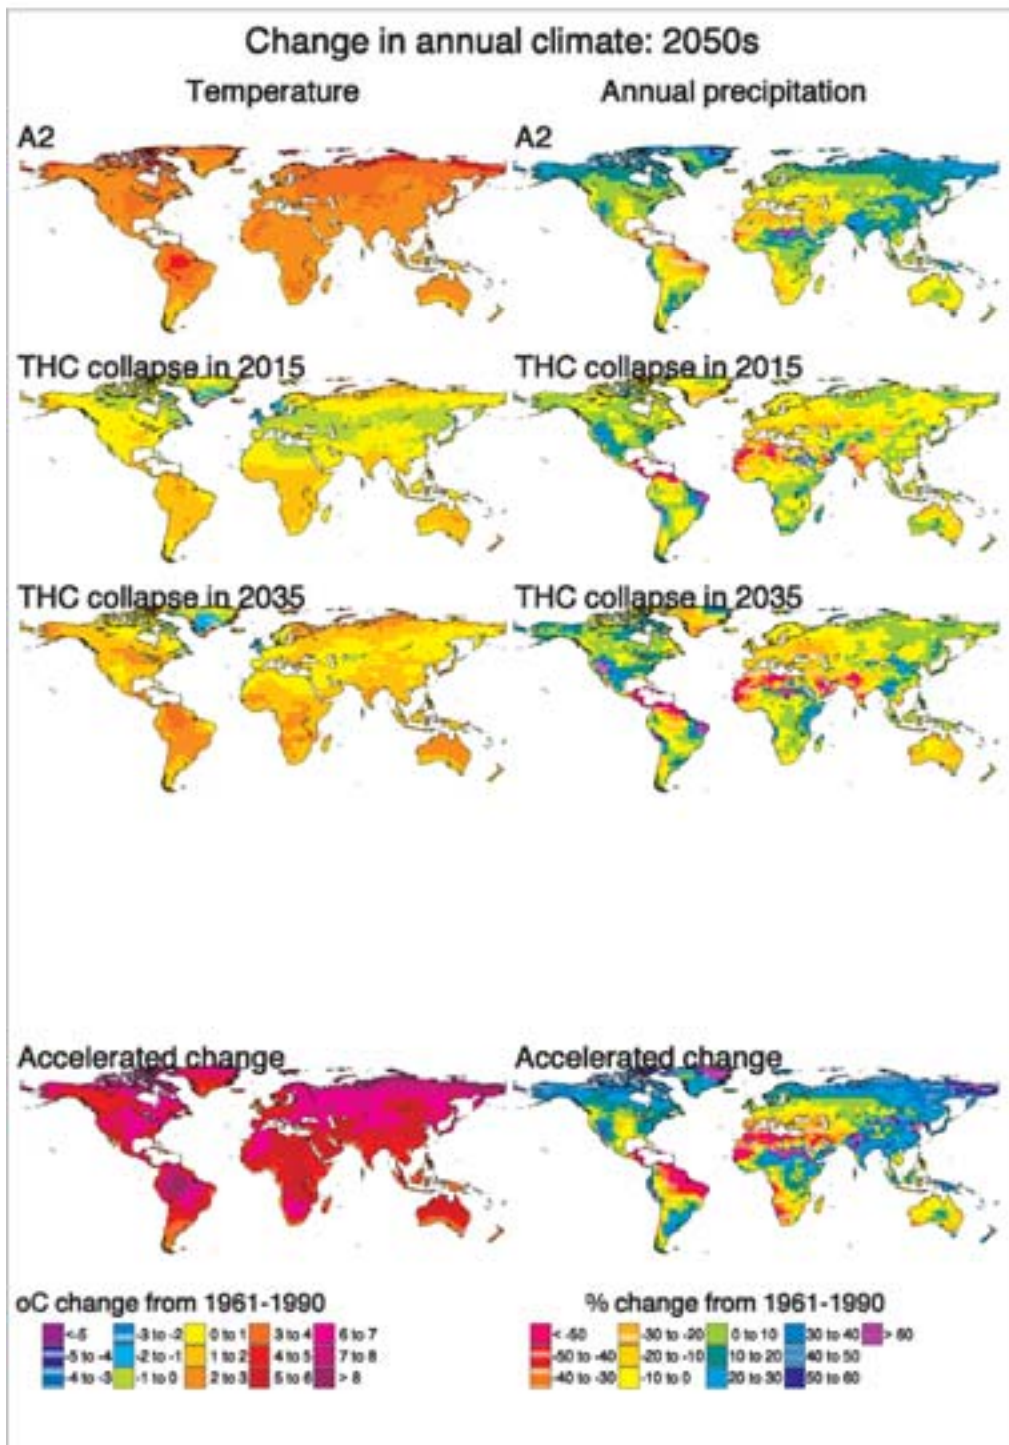 Change in annual climate: 2050s
Temperature
Annual precipitation
A2
A2
THC collapse in 2015
THC collapse in 2015
THC collapse in 2035
THC collapse in 2035
Accelerated change
Accelerated change
oC change from 1961-1990
% change from 1961-1990
<-5 -3 to -2 0 to 1 3 to 4 6 to 7
-5 to -4 -2 to -1 1 to 2 4 to 5 7 to 8
-4 to -3 -1 to 0 2 to 3 5 to 6 > 8
< -50 -30 to -20 0 to 10 30 to 40 > 60
-50 to -40 -20 to -10 10 to 20 40 to 50
-40 to -30 -10 to 0 20 to 30 50 to 60